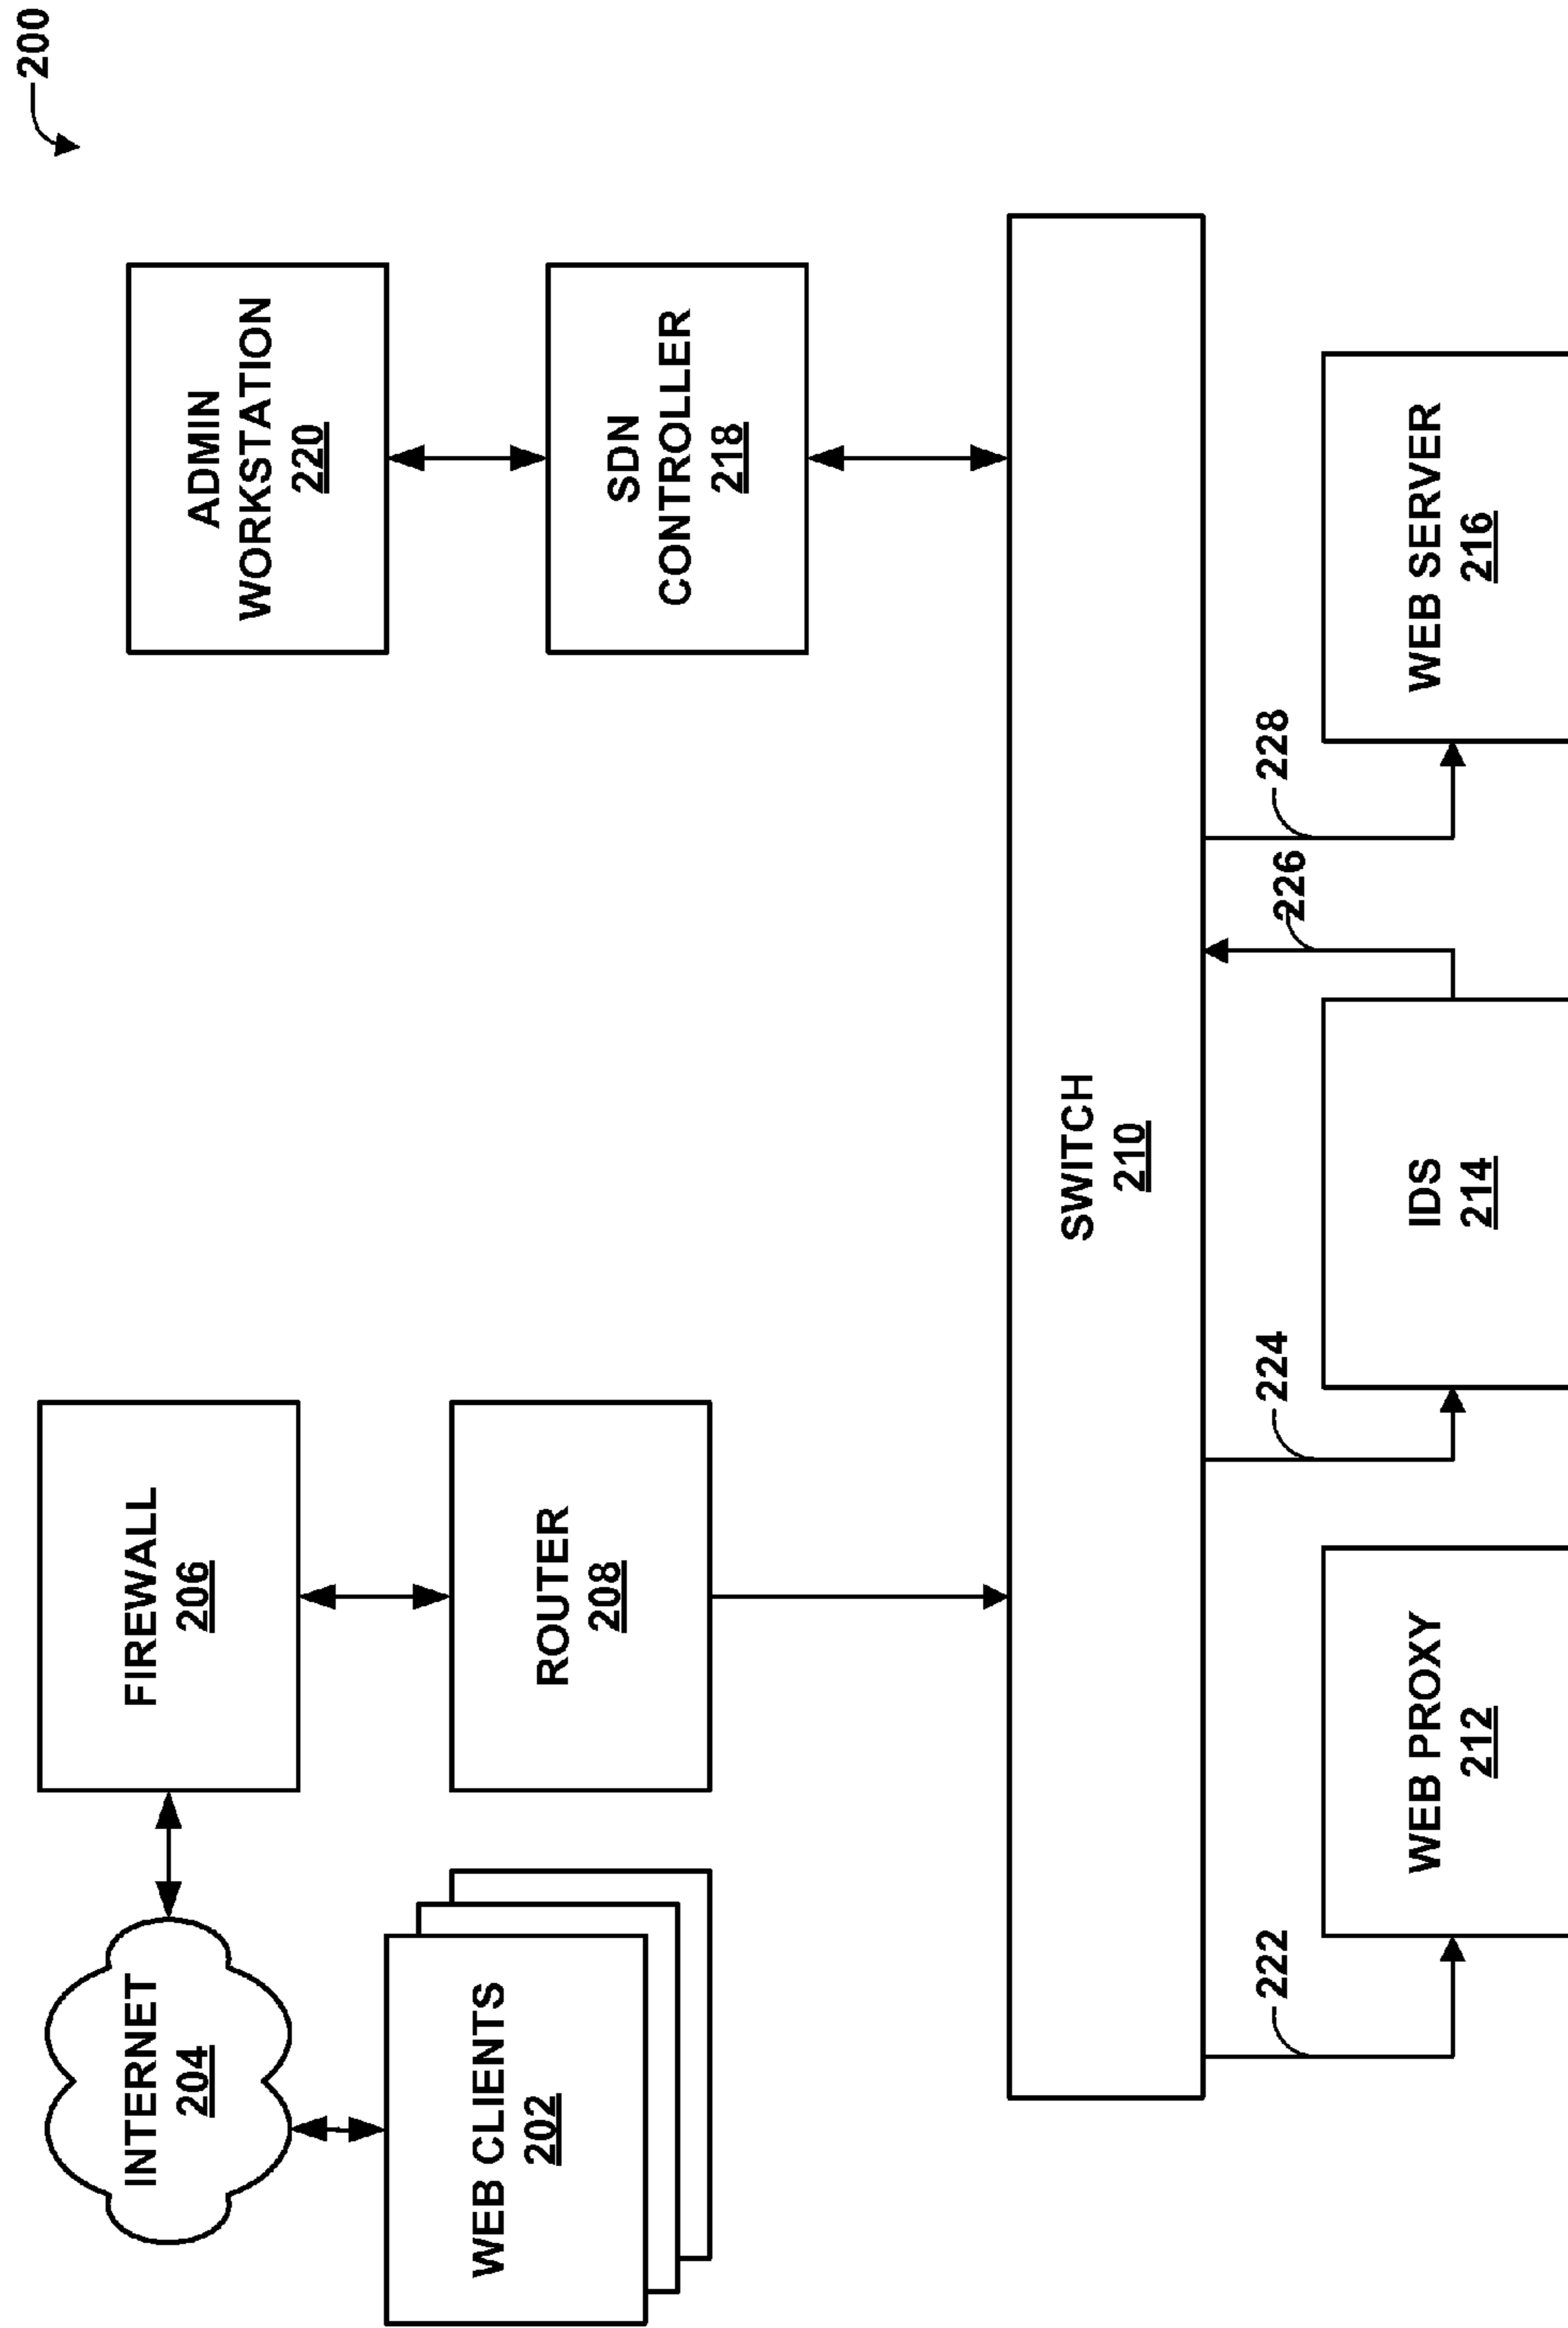 200
INTERNET
204
FIREWALL
206
ADMIN
WORKSTATION
220
WEB CLIENTS
202
ROUTER
208
SDN
CONTROLLER
218
SWITCH
210
222
224
226
228
WEB PROXY
212
IDS
214
WEB SERVER
216